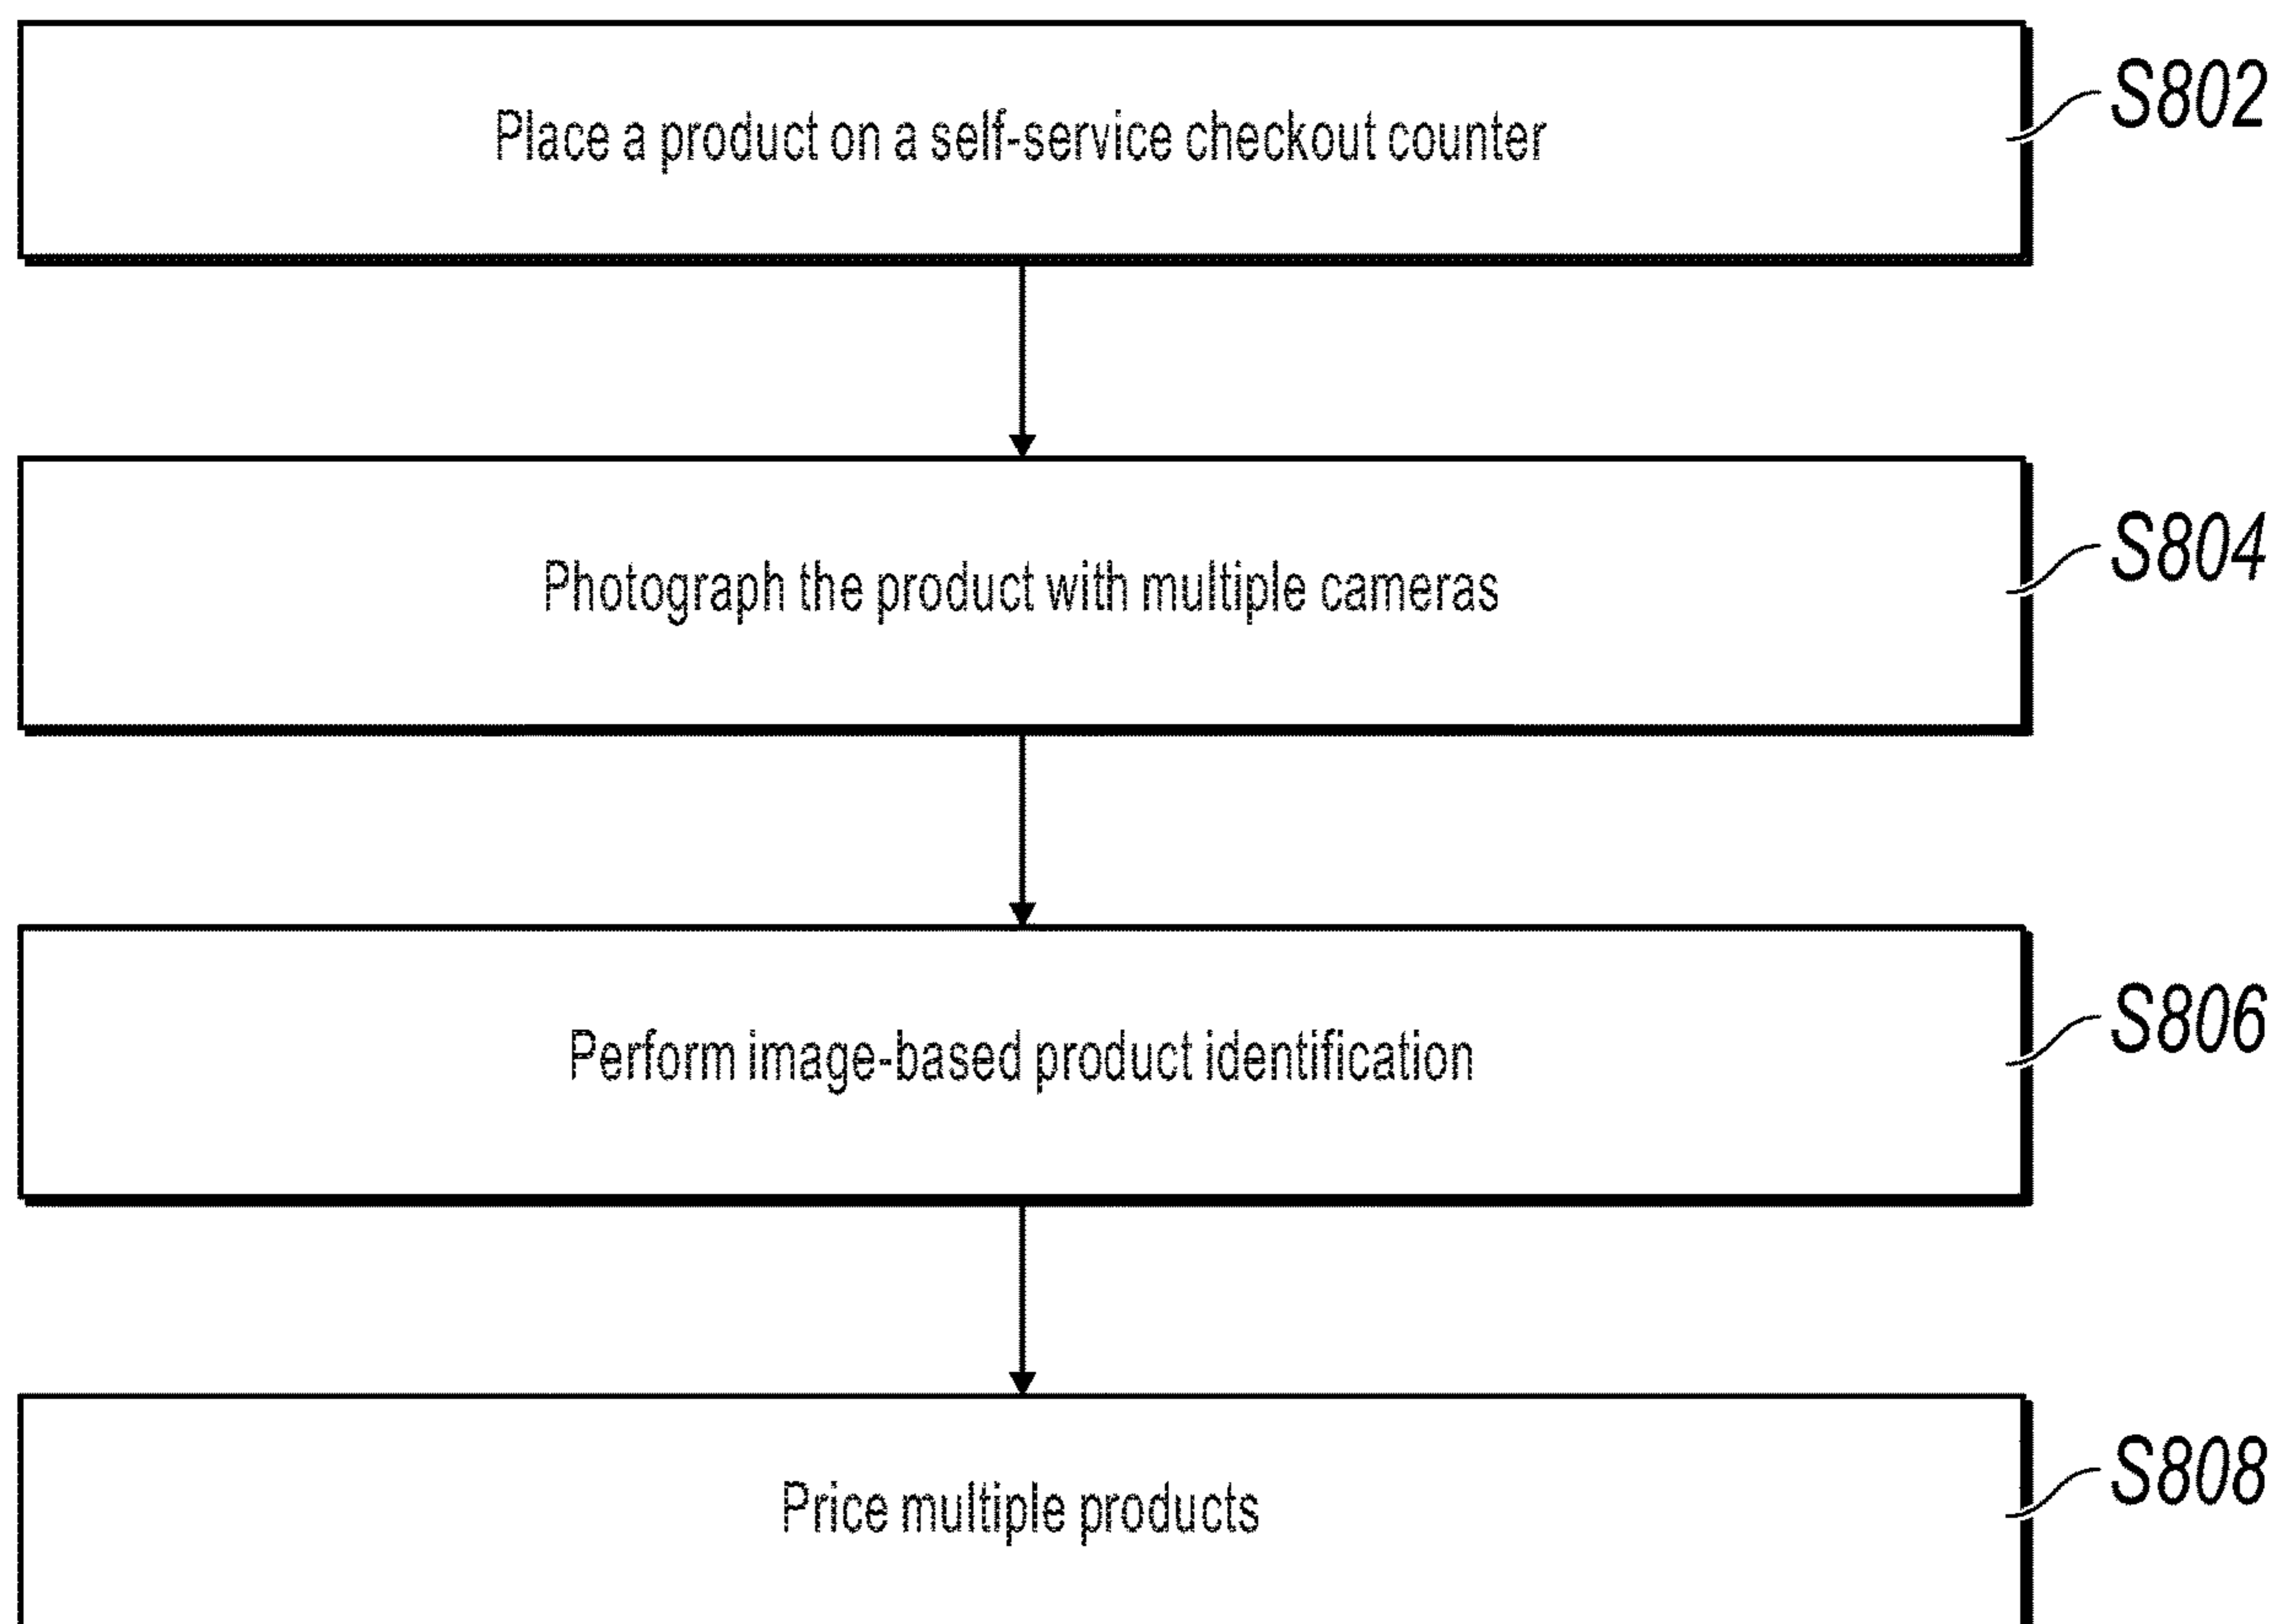 Place a product on a self-service checkout counter
S802
Photograph the product with multiple cameras
S804
Perform image-based product identification
S806
Price multiple products
S808